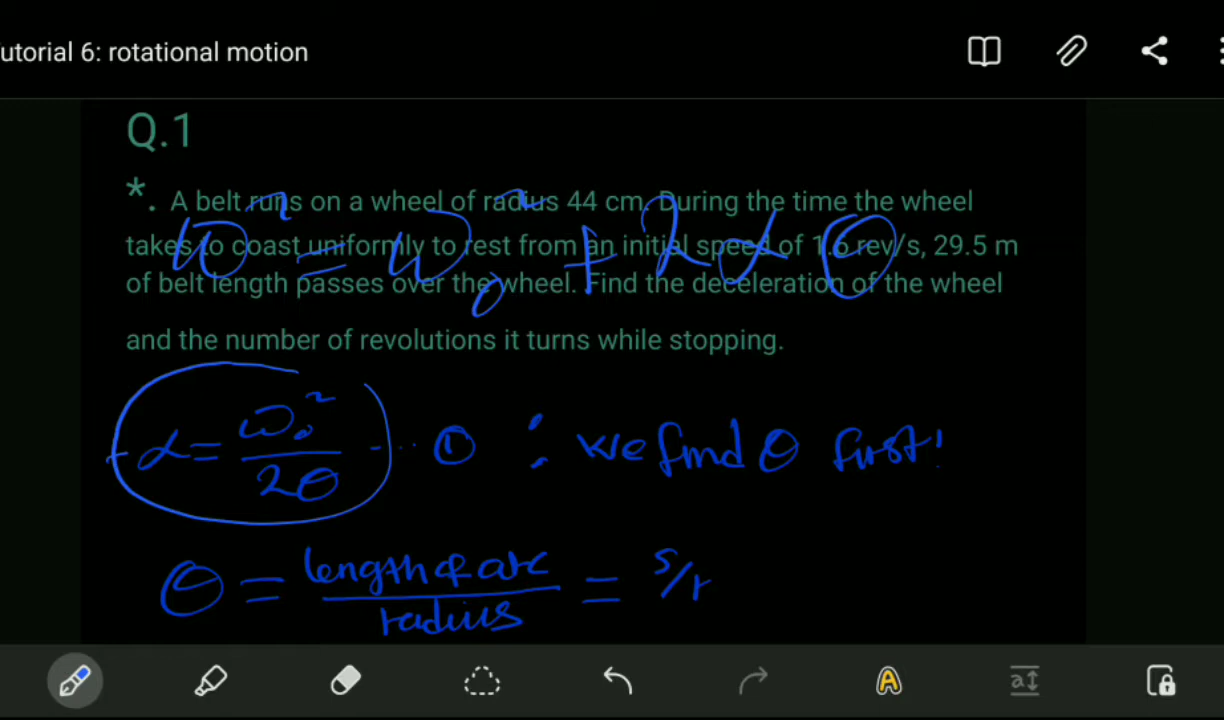 utorial 6: rotational motion
Q.1
*. A belt runs on a wheel of radius 44 cm. During the time the wheel
takes to coast uniformly to rest from an initial speed of 1.6 rev/s, 29.5 m
of belt length passes over the wheel. Find the deceleration of the wheel
ω² = ω₀² + 2αθ
and the number of revolutions it turns while stopping.
-α = ω₀²/2θ ... ① : we find θ first!
θ = length of arc/radius = s/r
A
a